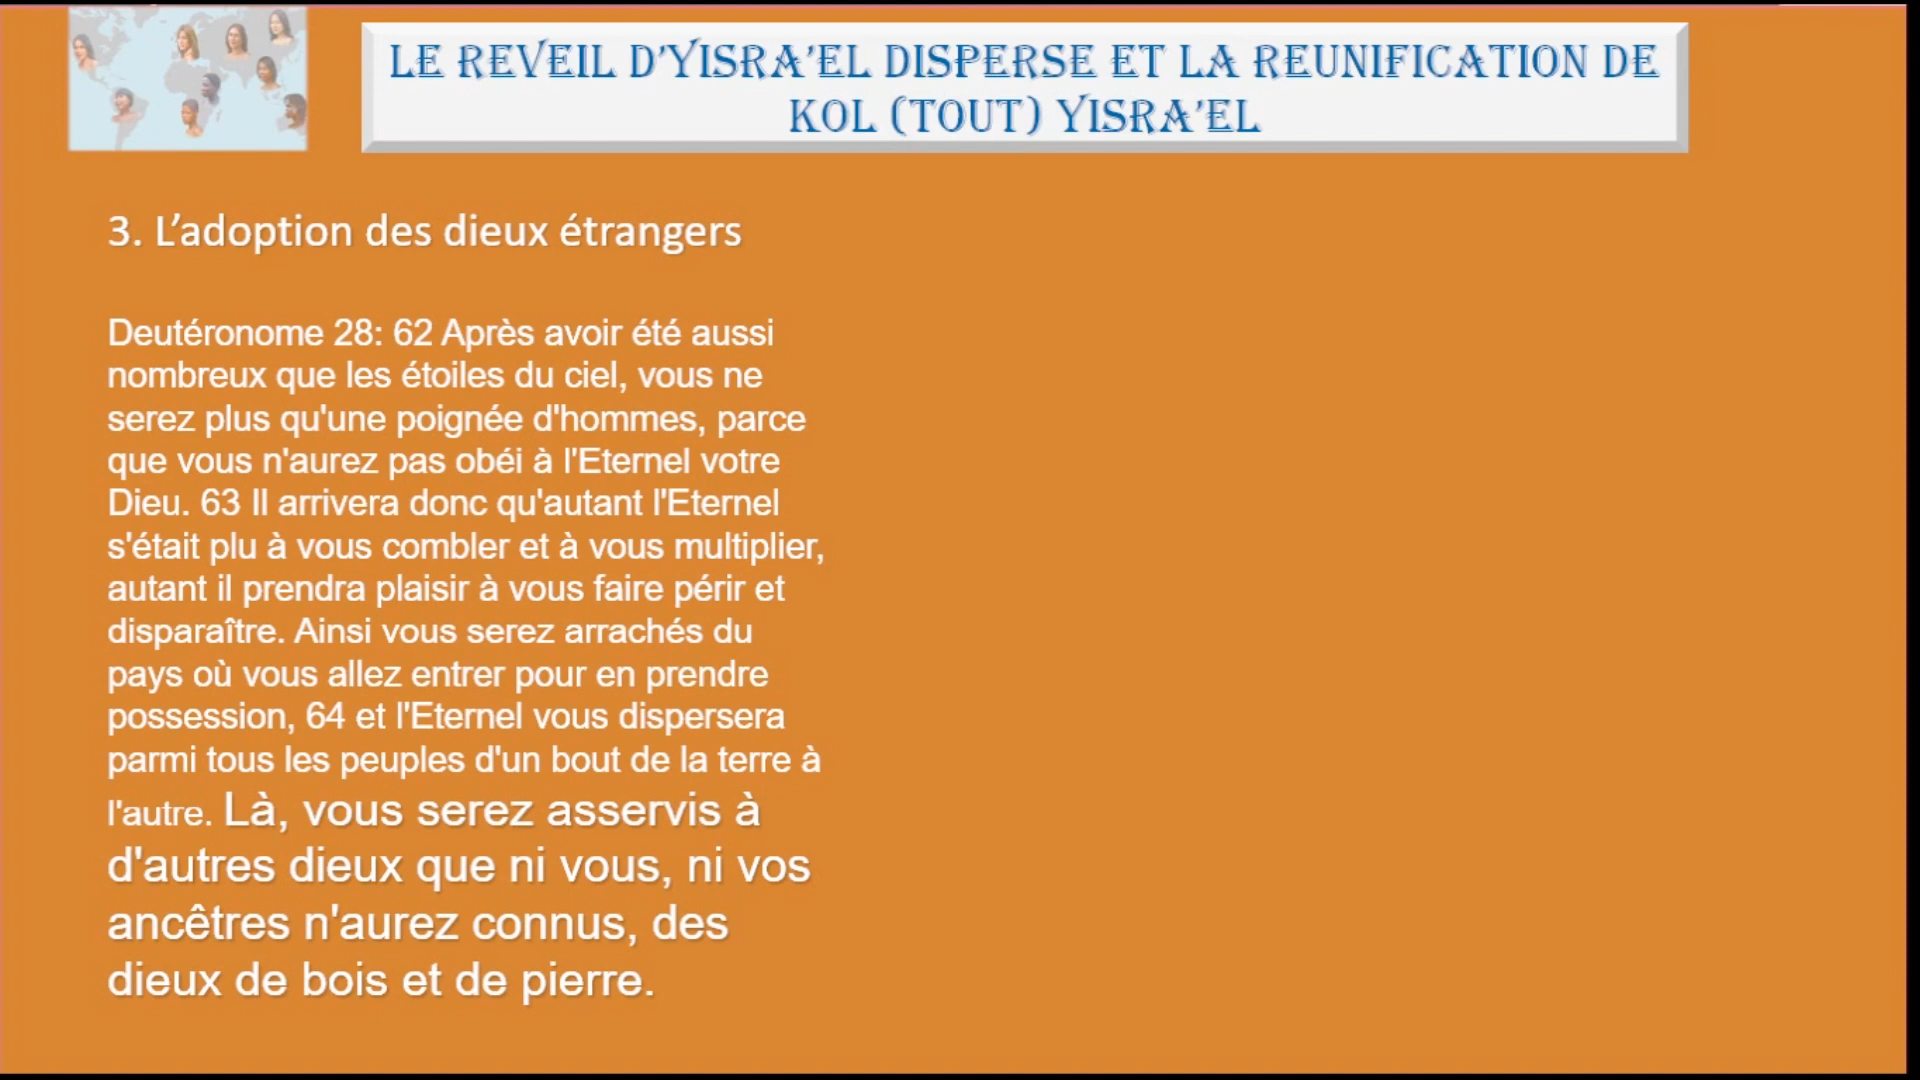 LE REVEIL D'YISRA'EL DISPERSE ET LA REUNIFICATION DE
KOL (TOUT) YISRA'EL
3. L’adoption des dieux étrangers
Deutéronome 28: 62 Après avoir été aussi
nombreux que les étoiles du ciel, vous ne
serez plus qu'une poignée d'hommes, parce
que vous n'aurez pas obéi à l'Eternel votre
Dieu. 63 Il arrivera donc qu'autant l'Eternel
s'était plu à vous combler et à vous multiplier,
autant il prendra plaisir à vous faire périr et
disparaître. Ainsi vous serez arrachés du
pays où vous allez entrer pour en prendre
possession, 64 et l'Eternel vous dispersera
parmi tous les peuples d'un bout de la terre à
l'autre. Là, vous serez asservis à
d'autres dieux que ni vous, ni vos
ancêtres n'aurez connus, des
dieux de bois et de pierre.